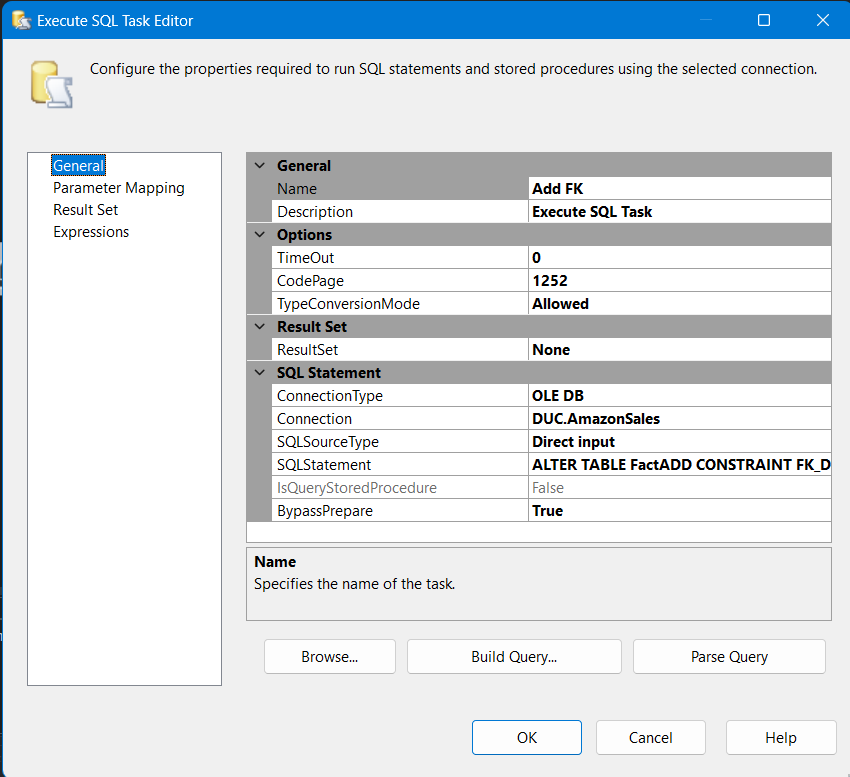 Execute SQL Task Editor
Configure the properties required to run SQL statements and stored procedures using the selected connection.
General
Parameter Mapping
Result Set
Expressions
General
Name Add FK
Description Execute SQL Task
Options
TimeOut 0
CodePage 1252
TypeConversionMode Allowed
Result Set
ResultSet None
SQL Statement
ConnectionType OLE DB
Connection DUC.AmazonSales
SQLSourceType Direct input
SQLStatement ALTER TABLE FactADD CONSTRAINT FK_D
IsQueryStoredProcedure False
BypassPrepare True
Name
Specifies the name of the task.
Browse... Build Query... Parse Query
OK Cancel Help